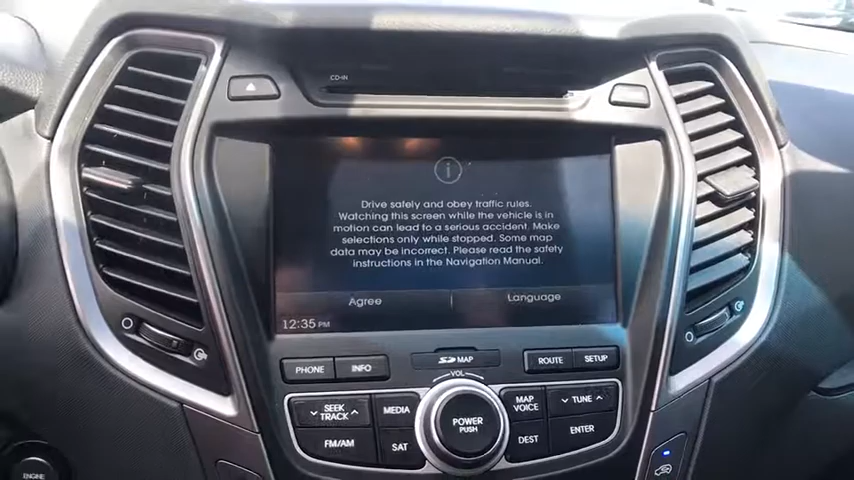 CD-IN
Drive safely and obey traffic rules.
Watching this screen while the vehicle is in
motion can lead to a serious accident. Make
selections only while stopped. Some map
data may be incorrect. Please read the safety
instructions in the Navigation Manual.
Agree
Language
12:35 PM
PHONE
INFO
SD MAP
ROUTE
SETUP
VOL
SEEK
TRACK
MEDIA
MAP
VOICE
TUNE
POWER
PUSH
FM/AM
SAT
DEST
ENTER
ENGINE